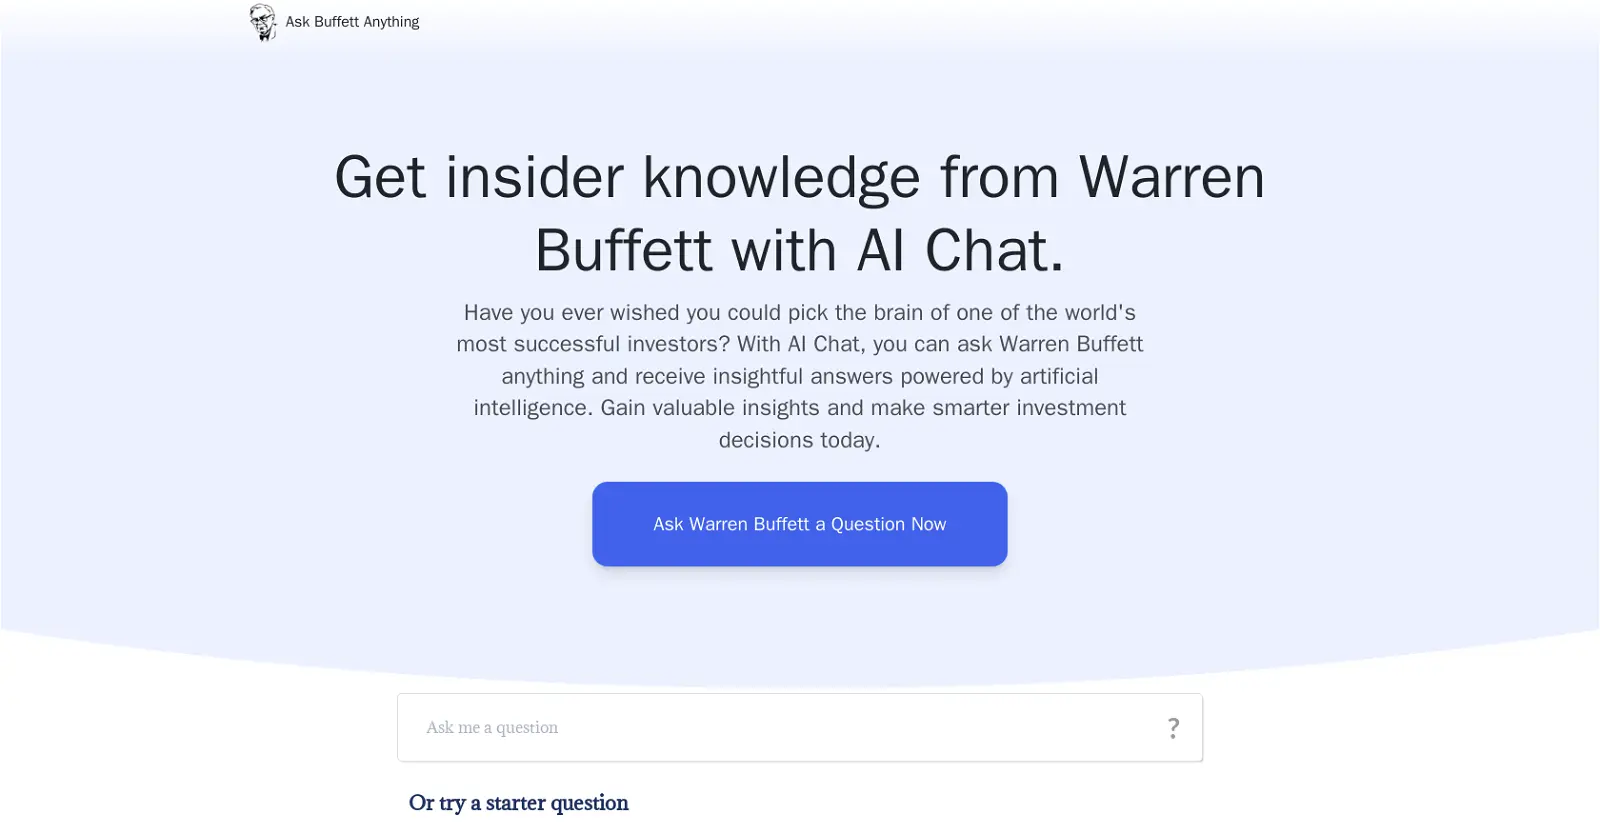 Ask Buffett Anything
Get insider knowledge from Warren
Buffett with AI Chat.
Have you ever wished you could pick the brain of one of the world's
most successful investors? With AI Chat, you can ask Warren Buffett
anything and receive insightful answers powered by artificial
intelligence. Gain valuable insights and make smarter investment
decisions today.
Ask Warren Buffett a Question Now
Ask me a question
?
Or try a starter question